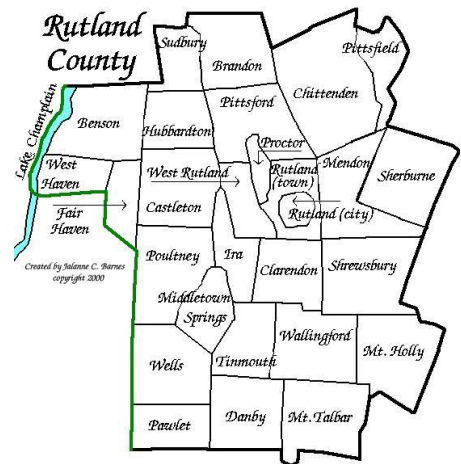 Rutland
County
Sudbury
Brandon
Pittsfield
Chittenden
Lake Champlain
Benson
Hubbardton
Pittsford
Proctor
West
Haven
West Rutland
Rutland
(town)
Mendon
Sherburne
Fair
Haven
Castleton
Rutland (city)
Created by Jalanne C. Barnes
copyright 2000
Poultney
Ira
Clarendon
Shrewsbury
Middletown
Springs
Wells
Tinmouth
Wallingford
Mt. Holly
Pawlet
Danby
Mt. Talbar